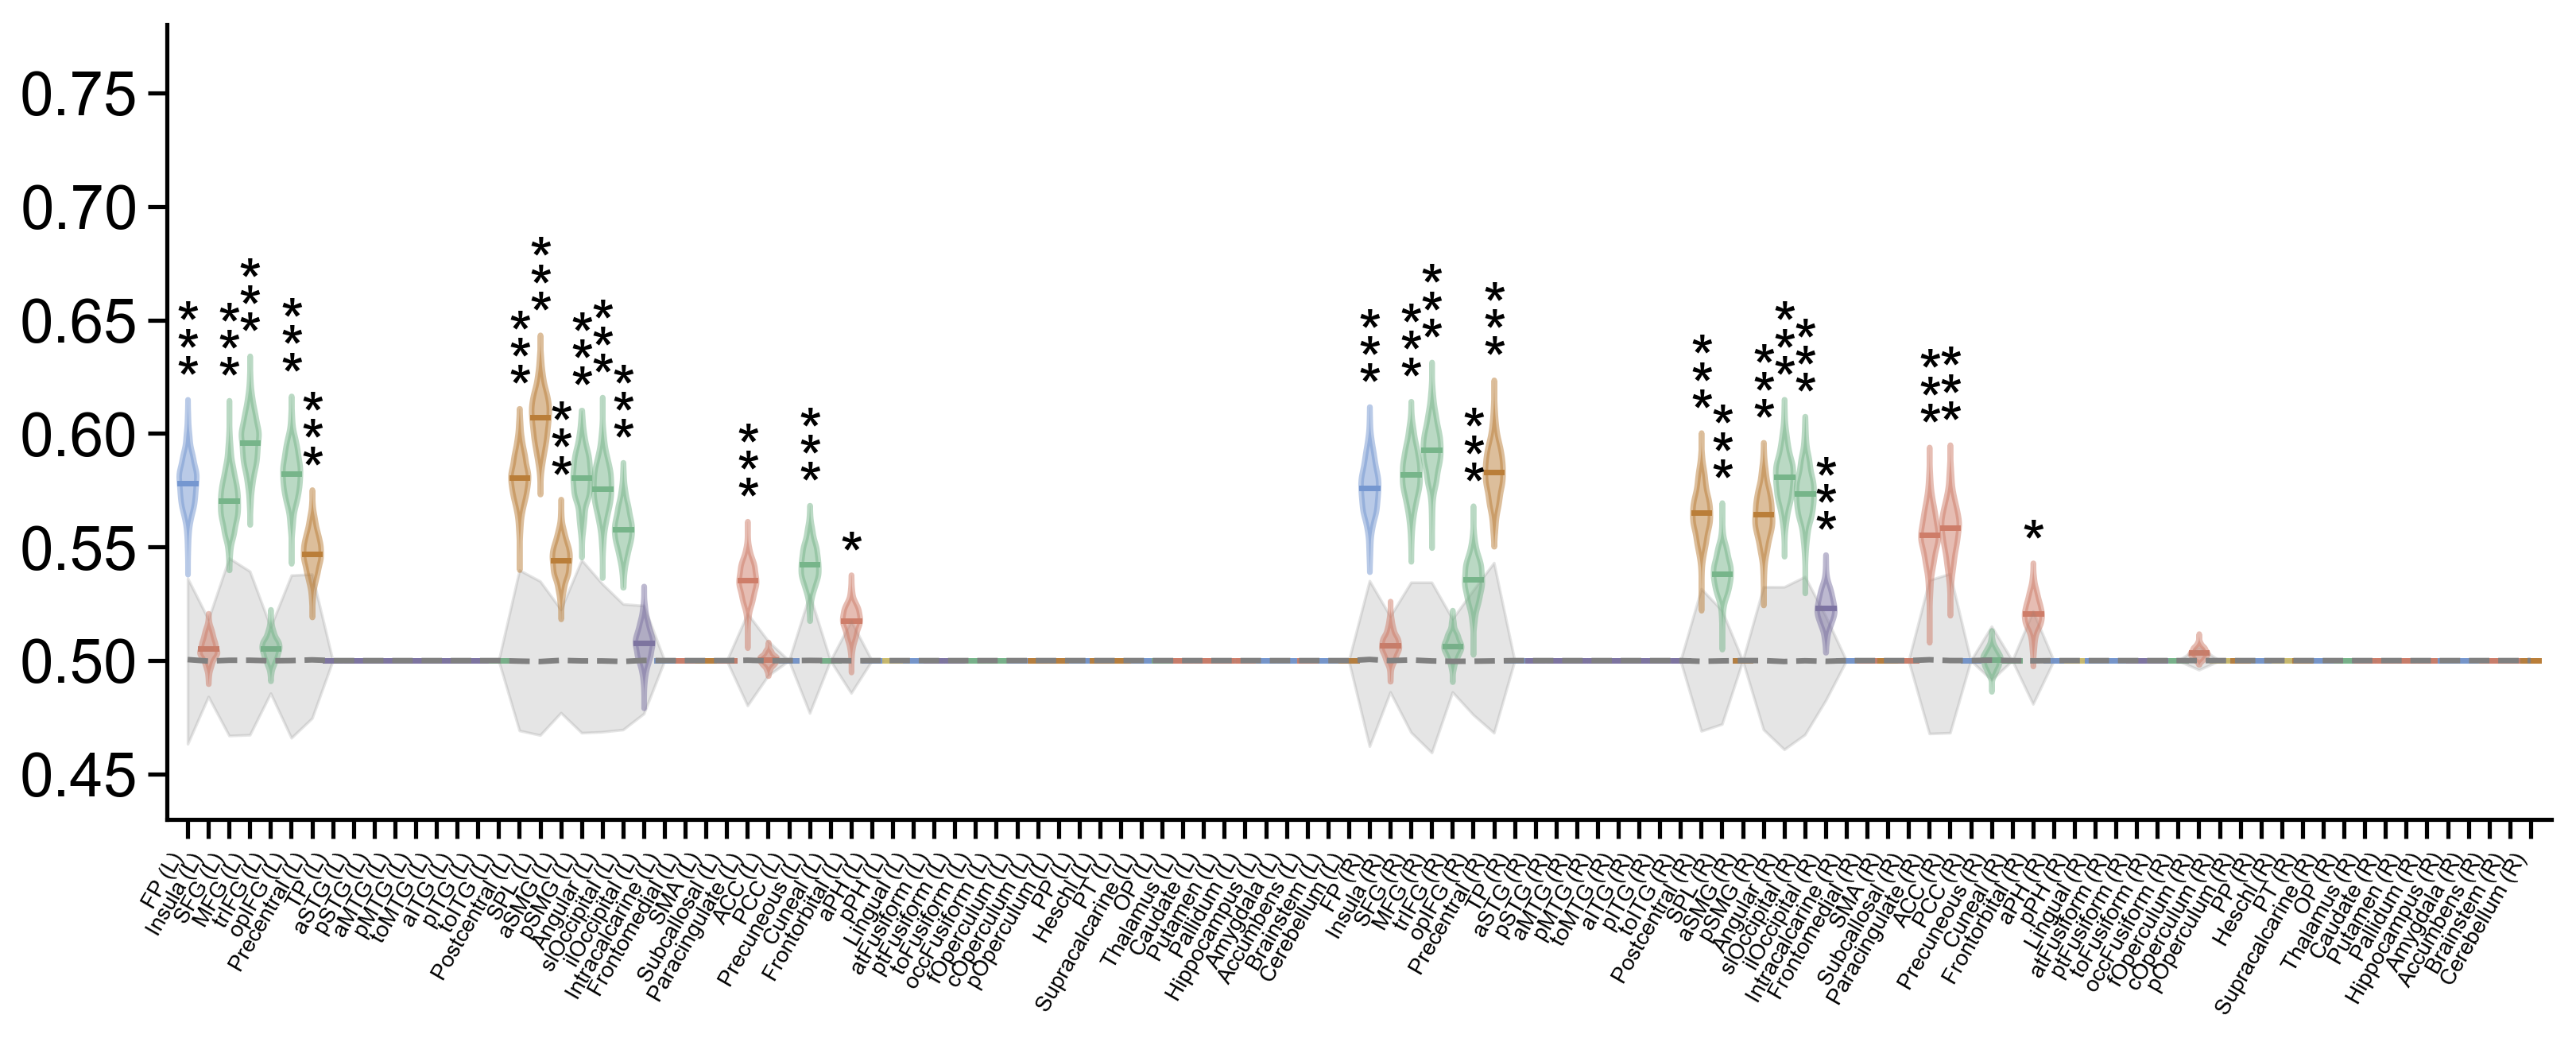 0.75
0.70
0.65
0.60
0.55
0.50
0.45
* * * * * * * * * * * * * * * * * *
* * * * * * * * * * * * * * * * * *
* * * * * * * * * * * * * * * * * *
* * * * * * * * * * * * * * *
* *
* * * * * * * * * * * * * * * * * *
* * * * * * * * * * * * * * * * * *
*
FP (L)
Insula (L)
SFG (L)
MFG (L)
triFG (L)
opIFG (L)
Precentral (L)
TP (L)
aSTG (L)
pSTG (L)
aMTG (L)
pMTG (L)
toMTG (L)
aITG (L)
pITG (L)
toITG (L)
Postcentral (L)
SPL (L)
aSMG (L)
pSMG (L)
Angular (L)
slOccipital (L)
ilOccipital (L)
Intracalcarine (L)
Frontomedial (L)
SMA (L)
Subcallosal (L)
Paracingulate (L)
ACC (L)
PCC (L)
Precuneous (L)
Cuneal (L)
Frontorbital (L)
aPH (L)
pPH (L)
Lingual (L)
atFusiform (L)
ptFusiform (L)
toFusiform (L)
occFusiform (L)
fOperculum (L)
cOperculum (L)
pOperculum (L)
PP (L)
Heschl (L)
PT (L)
Supracalcarine (L)
OP (L)
Thalamus (L)
Caudate (L)
Putamen (L)
Pallidum (L)
Hippocampus (L)
Amygdala (L)
Accumbens (L)
Brainstem (L)
Cerebellum (L)
FP (R)
Insula (R)
SFG (R)
MFG (R)
triFG (R)
opIFG (R)
Precentral (R)
TP (R)
aSTG (R)
pSTG (R)
aMTG (R)
pMTG (R)
toMTG (R)
aITG (R)
pITG (R)
toITG (R)
Postcentral (R)
SPL (R)
aSMG (R)
pSMG (R)
Angular (R)
slOccipital (R)
ilOccipital (R)
Intracalcarine (R)
Frontomedial (R)
SMA (R)
Subcallosal (R)
Paracingulate (R)
ACC (R)
PCC (R)
Precuneous (R)
Cuneal (R)
Frontorbital (R)
aPH (R)
pPH (R)
Lingual (R)
atFusiform (R)
ptFusiform (R)
toFusiform (R)
occFusiform (R)
fOperculum (R)
cOperculum (R)
pOperculum (R)
PP (R)
Heschl (R)
PT (R)
Supracalcarine (R)
OP (R)
Thalamus (R)
Caudate (R)
Putamen (R)
Pallidum (R)
Hippocampus (R)
Amygdala (R)
Accumbens (R)
Brainstem (R)
Cerebellum (R)